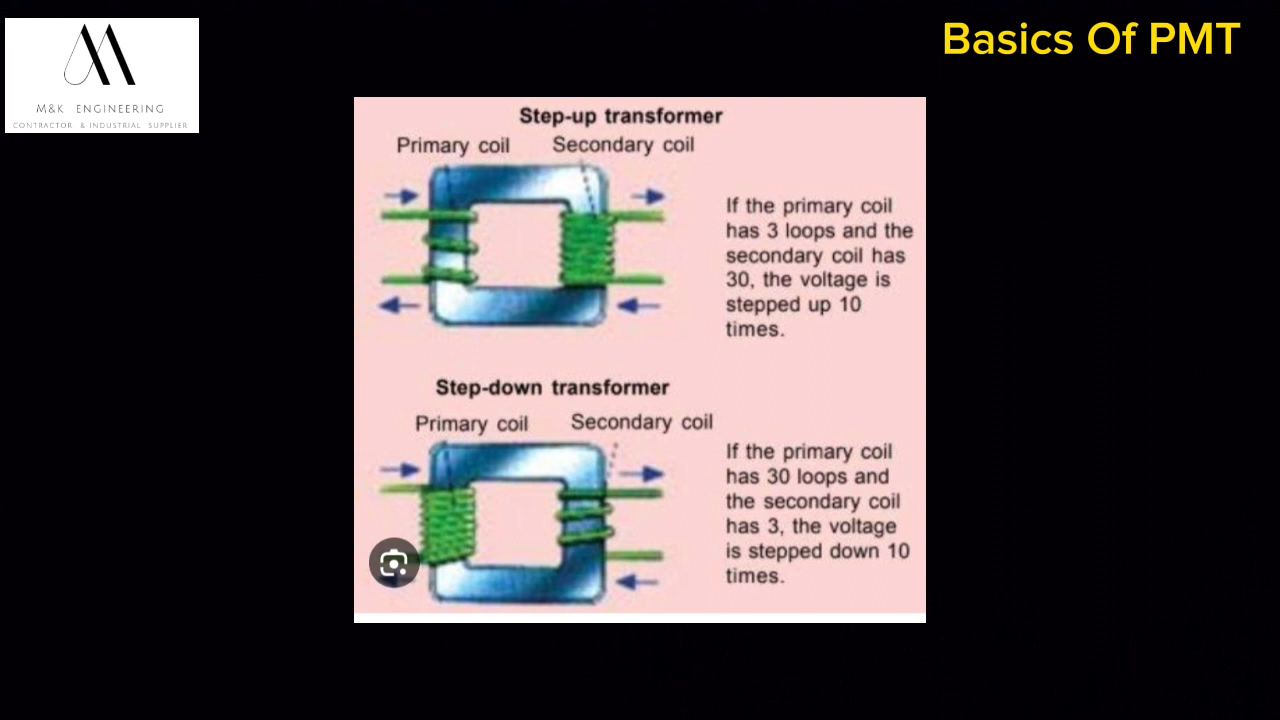 Basics Of PMT
M&K ENGINEERING
CONTRACTOR & INDUSTRIAL SUPPLIER
Step-up transformer
Primary coil
Secondary coil
If the primary coil
has 3 loops and the
secondary coil has
30, the voltage is
stepped up 10
times.
Step-down transformer
Primary coil
Secondary coil
If the primary coil
has 30 loops and
the secondary coil
has 3, the voltage
is stepped down 10
times.